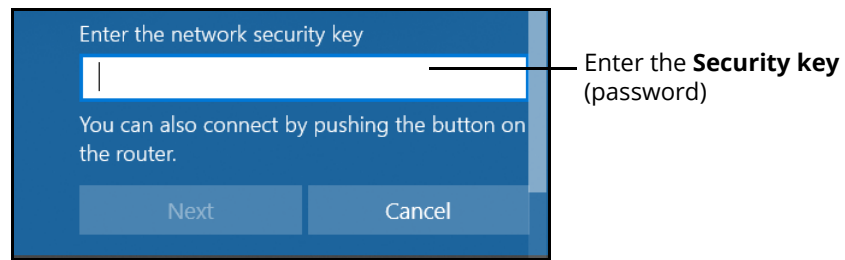 Enter the network security key
You can also connect by pushing the button on
the router.
Next
Cancel
Enter the Security key
(password)